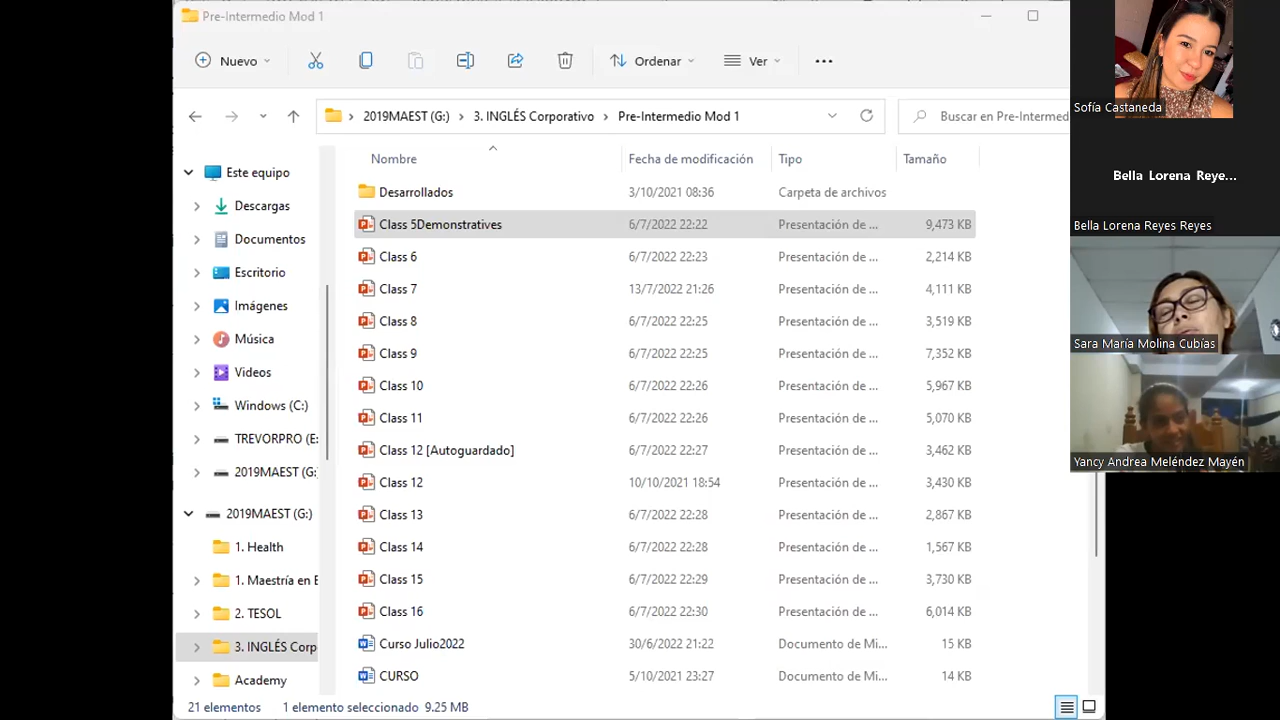 Pre-Intermedio Mod 1
Nuevo
Ordenar
Ver
2019MAEST (G:) > 3. INGLÉS Corporativo > Pre-Intermedio Mod 1
Buscar en Pre-Intermed
Nombre
Fecha de modificación
Tipo
Tamaño
Este equipo
Descargas
Documentos
Escritorio
Imágenes
Música
Videos
Windows (C:)
TREVORPRO (E:
2019MAEST (G:
2019MAEST (G:)
1. Health
1. Maestría en E
2. TESOL
3. INGLÉS Corp
Academy
Desarrollados 3/10/2021 08:36 Carpeta de archivos
Class 5Demonstratives 6/7/2022 22:22 Presentación de ... 9,473 KB
Class 6 6/7/2022 22:23 Presentación de ... 2,214 KB
Class 7 13/7/2022 21:26 Presentación de ... 4,111 KB
Class 8 6/7/2022 22:25 Presentación de ... 3,519 KB
Class 9 6/7/2022 22:25 Presentación de ... 7,352 KB
Class 10 6/7/2022 22:26 Presentación de ... 5,967 KB
Class 11 6/7/2022 22:26 Presentación de ... 5,070 KB
Class 12 [Autoguardado] 6/7/2022 22:27 Presentación de ... 3,462 KB
Class 12 10/10/2021 18:54 Presentación de ... 3,430 KB
Class 13 6/7/2022 22:28 Presentación de ... 2,867 KB
Class 14 6/7/2022 22:28 Presentación de ... 1,567 KB
Class 15 6/7/2022 22:29 Presentación de ... 3,730 KB
Class 16 6/7/2022 22:30 Presentación de ... 6,014 KB
Curso Julio2022 30/6/2022 21:22 Documento de Mi... 15 KB
CURSO 5/10/2021 23:27 Documento de Mi... 14 KB
21 elementos
1 elemento seleccionado 9.25 MB
Sofía Castaneda
Bella Lorena Reye...
Bella Lorena Reyes Reyes
Sara María Molina Cubías
Yancy Andrea Meléndez Mayén